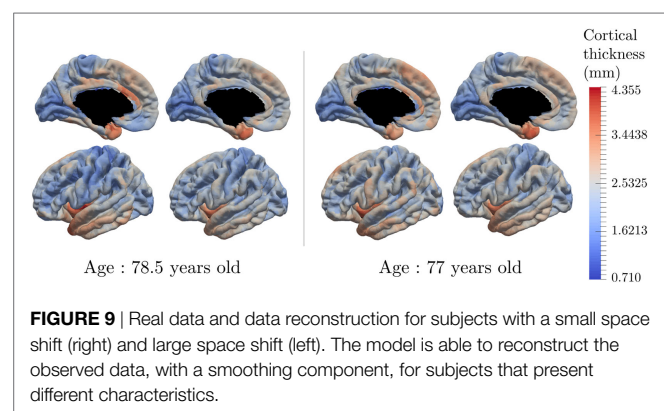 Cortical
thickness
(mm)
4.355
3.4438
2.5325
1.6213
0.710
Age : 78.5 years old
Age : 77 years old
FIGURE 9 | Real data and data reconstruction for subjects with a small space
shift (right) and large space shift (left). The model is able to reconstruct the
observed data, with a smoothing component, for subjects that present
different characteristics.